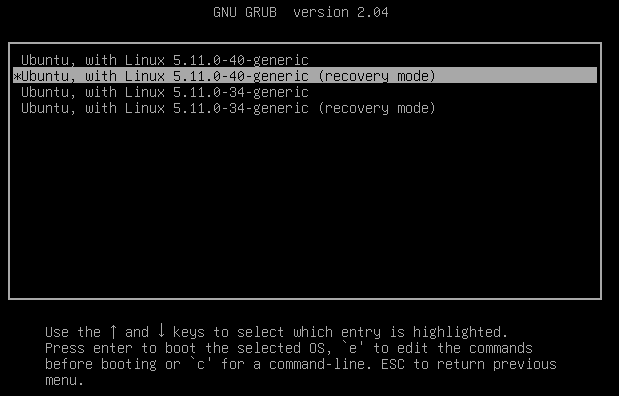 GNU GRUB  version 2.04
Ubuntu, with Linux 5.11.0-40-generic
*Ubuntu, with Linux 5.11.0-40-generic (recovery mode)
Ubuntu, with Linux 5.11.0-34-generic
Ubuntu, with Linux 5.11.0-34-generic (recovery mode)
Use the ↑ and ↓ keys to select which entry is highlighted.
Press enter to boot the selected OS, `e' to edit the commands
before booting or `c' for a command-line. ESC to return previous
menu.